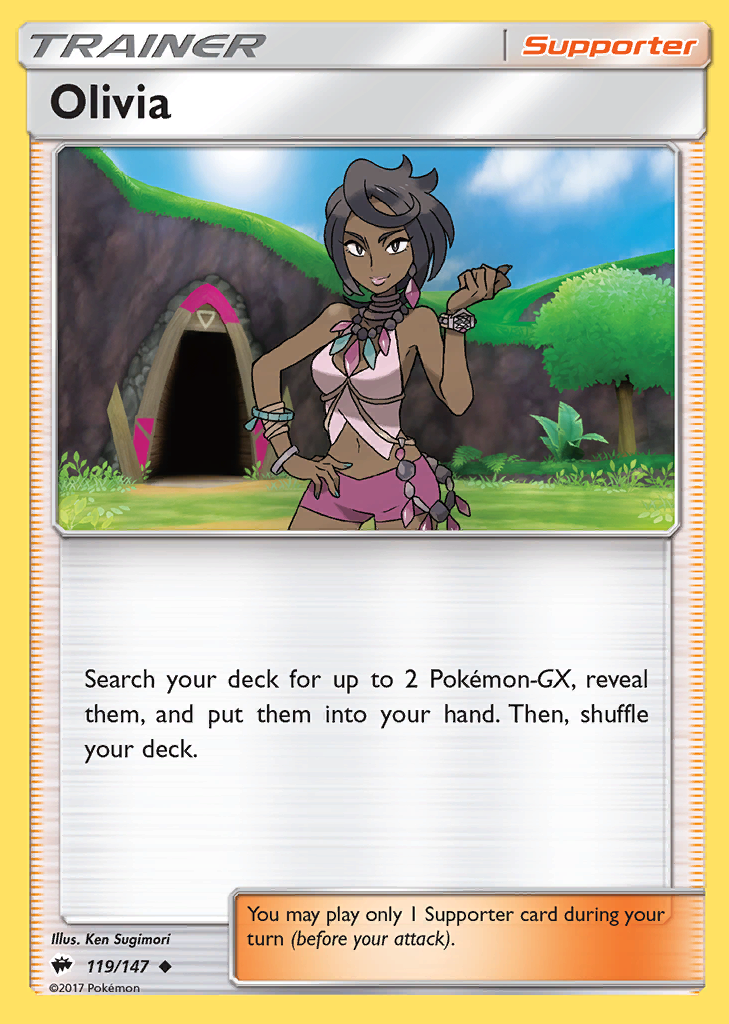 TRAINER
Supporter
Olivia
Search your deck for up to 2 Pokémon-GX, reveal
them, and put them into your hand. Then, shuffle
your deck.
You may play only 1 Supporter card during your
turn (before your attack).
Illus. Ken Sugimori
119/147
©2017 Pokémon